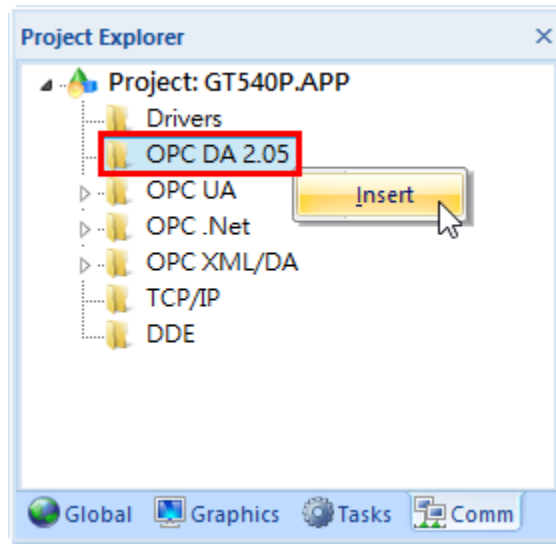 Project Explorer
Project: GT540P.APP
Drivers
OPC DA 2.05
OPC UA
Insert
OPC .Net
OPC XML/DA
TCP/IP
DDE
Global Graphics Tasks Comm